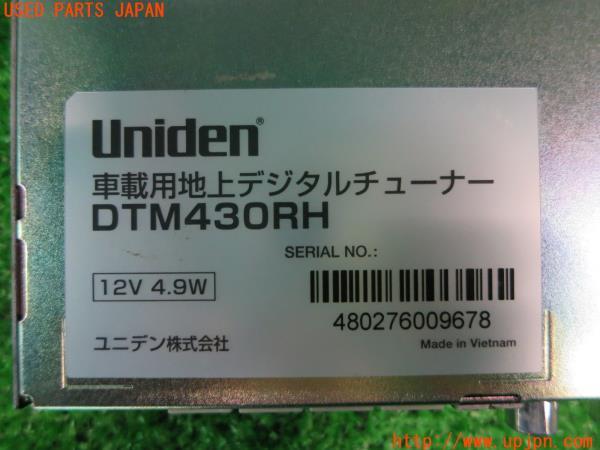 USED PARTS JAPAN
Uniden®
車載用地上デジタルチューナー
DTM430RH
SERIAL NO.:
12V 4.9W
480276009678
ユニデン株式会社
Made in Vietnam
http://www.upjpn.com/